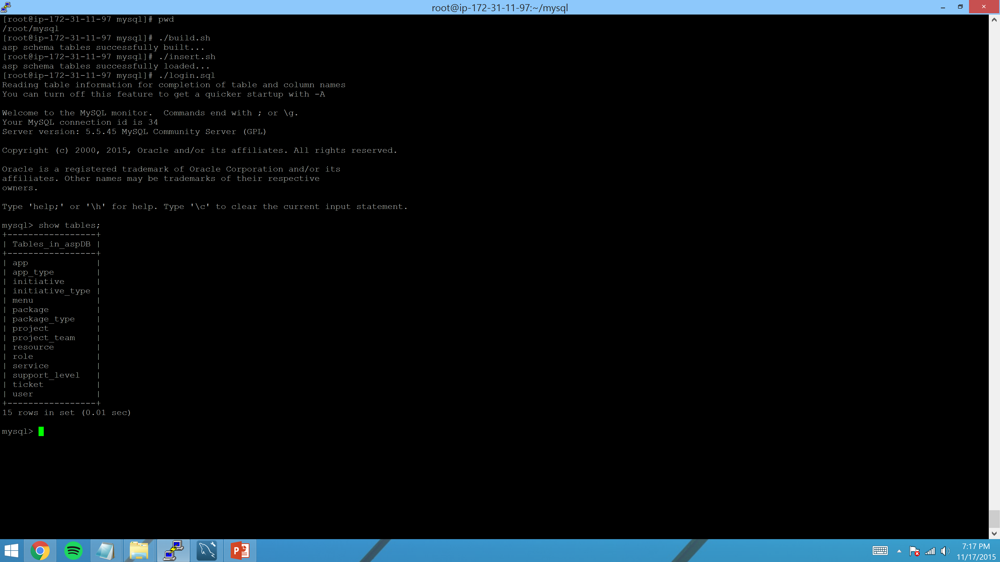 root@ip-172-31-11-97:~/mysql
[root@ip-172-31-11-97 mysql]# pwd
/root/mysql
[root@ip-172-31-11-97 mysql]# ./build.sh
asp schema tables successfully built...
[root@ip-172-31-11-97 mysql]# ./insert.sh
asp schema tables successfully loaded...
[root@ip-172-31-11-97 mysql]# ./login.sql
Reading table information for completion of table and column names
You can turn off this feature to get a quicker startup with -A
Welcome to the MySQL monitor.  Commands end with ; or \g.
Your MySQL connection id is 34
Server version: 5.5.45 MySQL Community Server (GPL)
Copyright (c) 2000, 2015, Oracle and/or its affiliates. All rights reserved.
Oracle is a registered trademark of Oracle Corporation and/or its
affiliates. Other names may be trademarks of their respective
owners.
Type 'help;' or '\h' for help. Type '\c' to clear the current input statement.
mysql> show tables;
+-----------------+
| Tables_in_aspDB |
+-----------------+
| app             |
| app_type        |
| initiative      |
| initiative_type |
| menu            |
| package         |
| package_type    |
| project         |
| project_team    |
| resource        |
| role            |
| service         |
| support_level   |
| ticket          |
| user            |
+-----------------+
15 rows in set (0.01 sec)
mysql>
P
7:17 PM
11/17/2015